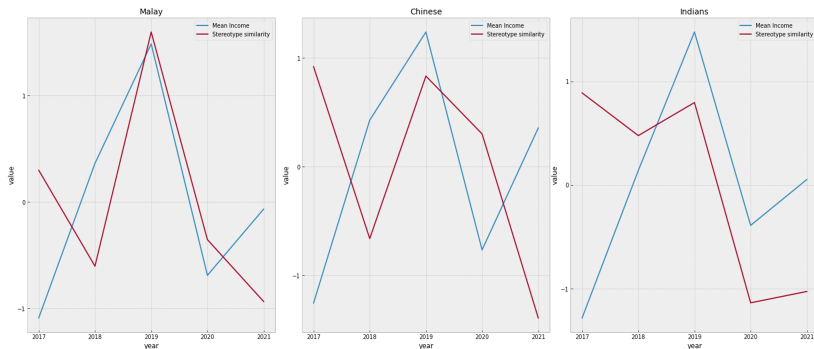 Malay
Mean Income
Stereotype similarity
value
1
0
−1
2017 2018 2019 2020 2021
year
Chinese
Mean Income
Stereotype similarity
value
1
0
−1
2017 2018 2019 2020 2021
year
Indians
Mean Income
Stereotype similarity
value
1
0
−1
2017 2018 2019 2020 2021
year